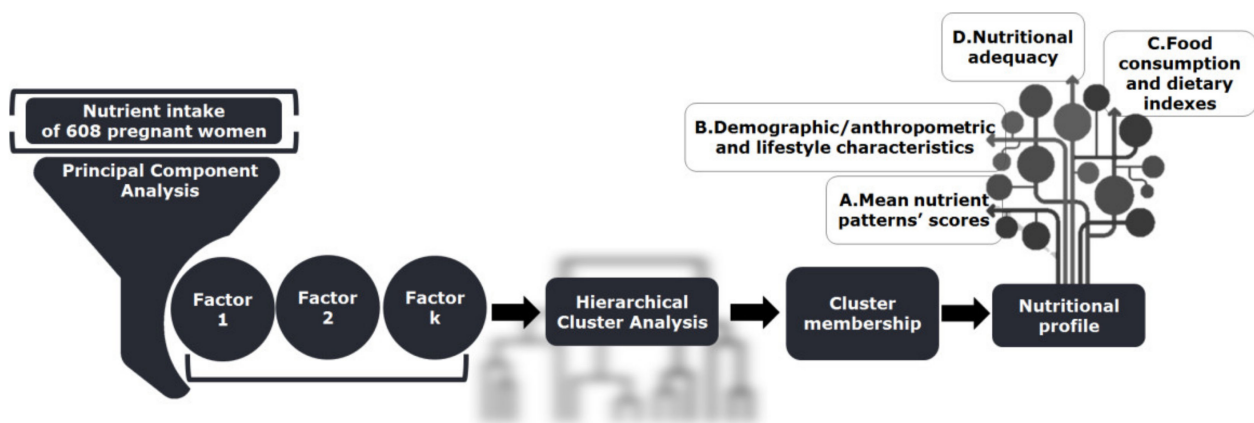 Nutrient intake
of 608 pregnant women
Principal Component
Analysis
Factor
1
Factor
2
Factor
k
Hierarchical
Cluster Analysis
Cluster
membership
Nutritional
profile
A.Mean nutrient
patterns’ scores
B.Demographic/anthropometric
and lifestyle characteristics
D.Nutritional
adequacy
C.Food
consumption
and dietary
indexes